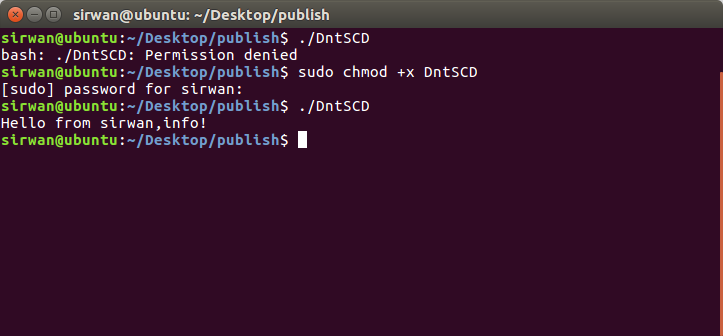 sirwan@ubuntu: ~/Desktop/publish
sirwan@ubuntu:~/Desktop/publish$ ./DntSCD
bash: ./DntSCD: Permission denied
sirwan@ubuntu:~/Desktop/publish$ sudo chmod +x DntSCD
[sudo] password for sirwan:
sirwan@ubuntu:~/Desktop/publish$ ./DntSCD
Hello from sirwan,info!
sirwan@ubuntu:~/Desktop/publish$